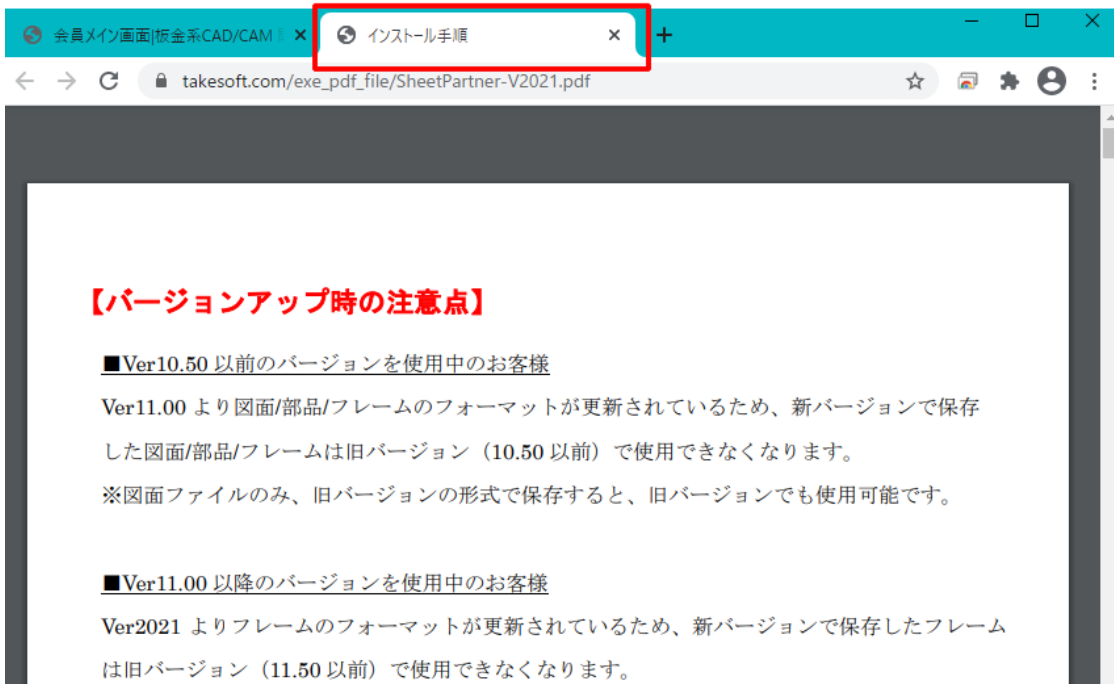 会員メイン画面|板金系CAD/CAM
インストール手順
takesoft.com/exe_pdf_file/SheetPartner-V2021.pdf
【バージョンアップ時の注意点】
■Ver10.50 以前のバージョンを使用中のお客様
Ver11.00 より図面/部品/フレームのフォーマットが更新されているため、新バージョンで保存
した図面/部品/フレームは旧バージョン（10.50 以前）で使用できなくなります。
※図面ファイルのみ、旧バージョンの形式で保存すると、旧バージョンでも使用可能です。
■Ver11.00 以降のバージョンを使用中のお客様
Ver2021 よりフレームのフォーマットが更新されているため、新バージョンで保存したフレーム
は旧バージョン（11.50 以前）で使用できなくなります。